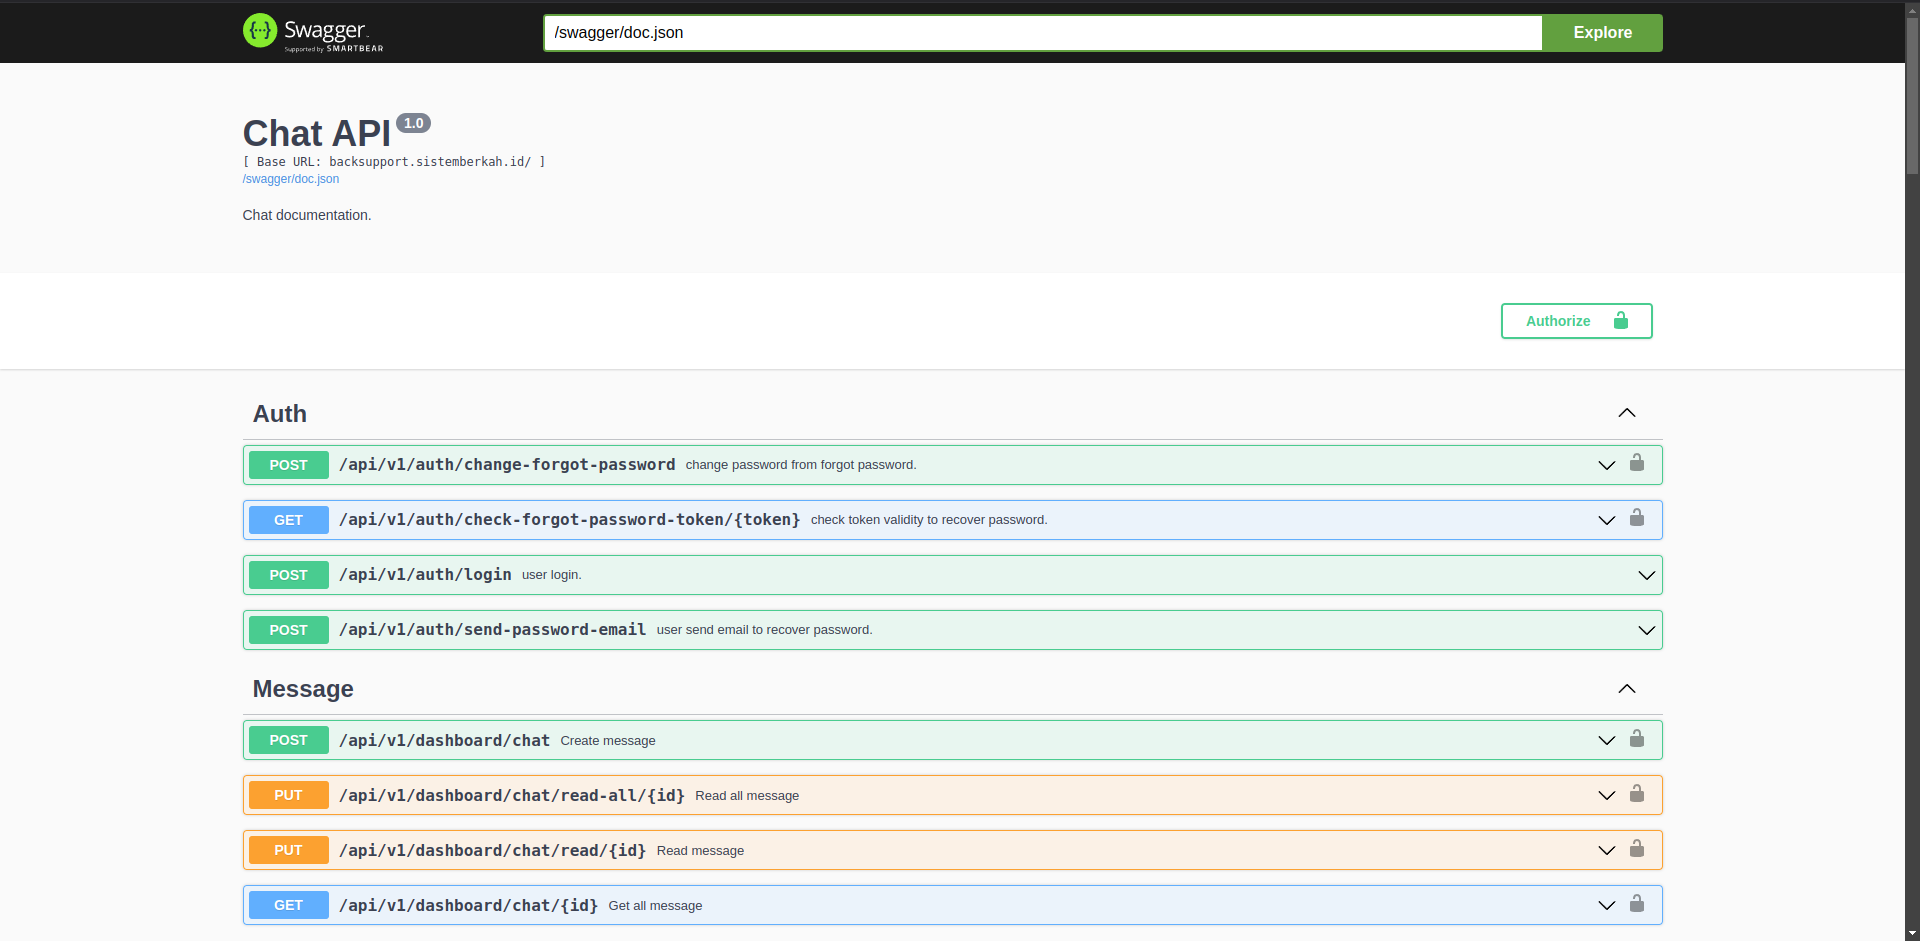 Swagger
Supported by SMARTBEAR
/swagger/doc.json
Explore
Chat API 1.0
[ Base URL: backsupport.sistemberkah.id/ ]
/swagger/doc.json
Chat documentation.
Authorize
Auth
POST /api/v1/auth/change-forgot-password change password from forgot password.
GET /api/v1/auth/check-forgot-password-token/{token} check token validity to recover password.
POST /api/v1/auth/login user login.
POST /api/v1/auth/send-password-email user send email to recover password.
Message
POST /api/v1/dashboard/chat Create message
PUT /api/v1/dashboard/chat/read-all/{id} Read all message
PUT /api/v1/dashboard/chat/read/{id} Read message
GET /api/v1/dashboard/chat/{id} Get all message